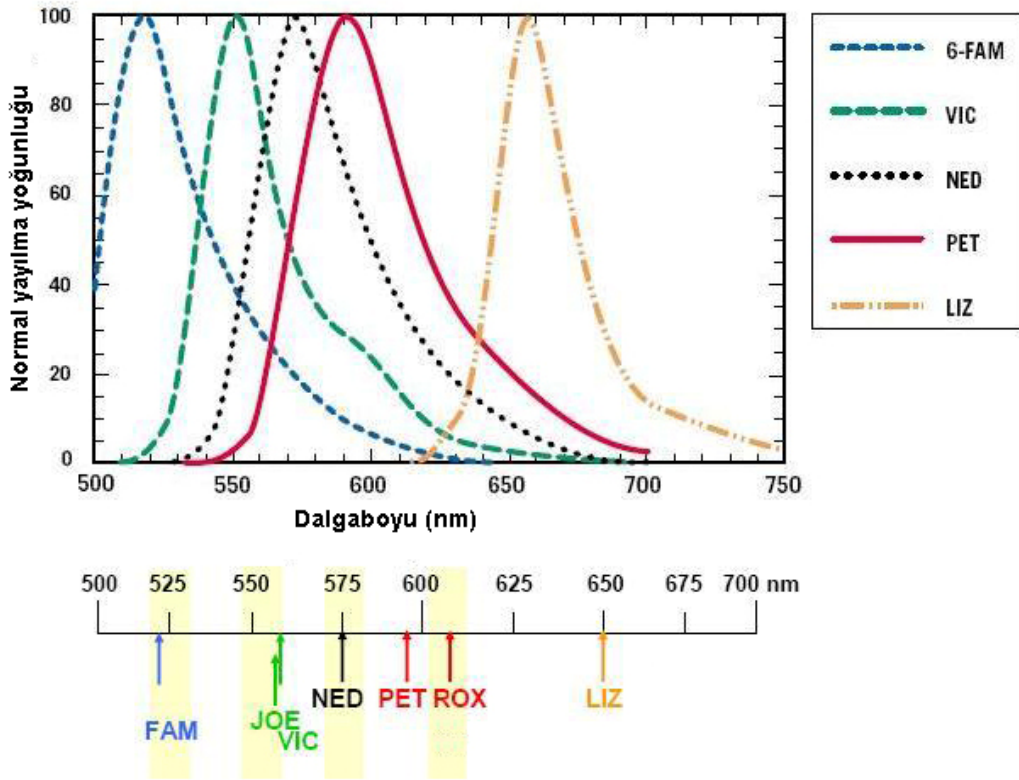 100
80
60
40
20
0
Normal yayılma yoğunluğu
500 550 600 650 700 750
Dalgaboyu (nm)
6-FAM
VIC
NED
PET
LIZ
500 525 550 575 600 625 650 675 700 nm
NED PET ROX LIZ
JOE
FAM
VIC